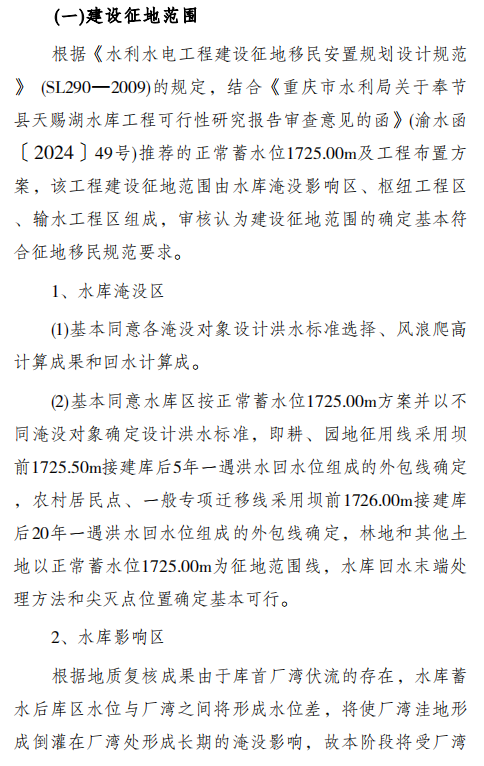 (一)建设征地范围
根据《水利水电工程建设征地移民安置规划设计规范
》 (SL290—2009)的规定，结合《重庆市水利局关于奉节
县天赐湖水库工程可行性研究报告审查意见的函》(渝水函
〔2024〕49号)推荐的正常蓄水位1725.00m及工程布置方
案，该工程建设征地范围由水库淹没影响区、枢纽工程区
、输水工程区组成，审核认为建设征地范围的确定基本符
合征地移民规范要求。
1、水库淹没区
(1)基本同意各淹没对象设计洪水标准选择、风浪爬高
计算成果和回水计算成。
(2)基本同意水库区按正常蓄水位1725.00m方案并以不
同淹没对象确定设计洪水标准，即耕、园地征用线采用坝
前1725.50m接建库后5年一遇洪水回水位组成的外包线确定
，农村居民点、一般专项迁移线采用坝前1726.00m接建库
后20年一遇洪水回水位组成的外包线确定，林地和其他土
地以正常蓄水位1725.00m为征地范围线，水库回水末端处
理方法和尖灭点位置确定基本可行。
2、水库影响区
根据地质复核成果由于库首厂湾伏流的存在，水库蓄
水后库区水位与厂湾之间将形成水位差，将使厂湾洼地形
成倒灌在厂湾处形成长期的淹没影响，故本阶段将受厂湾